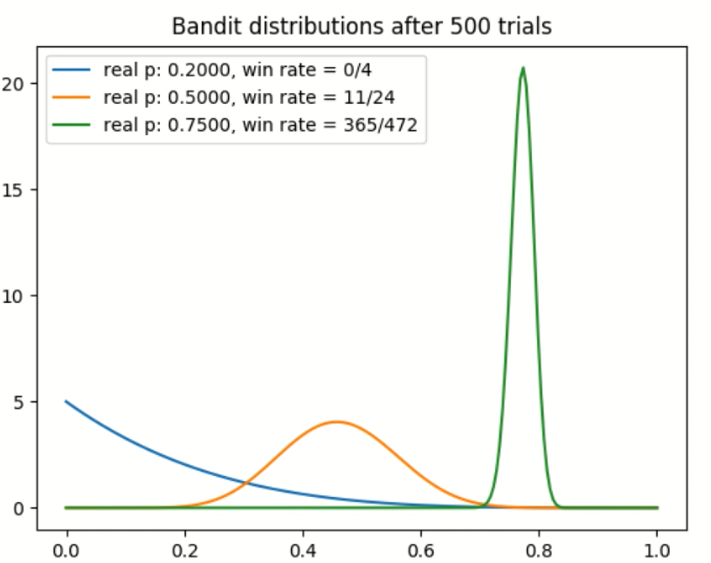 Bandit distributions after 500 trials
real p: 0.2000, win rate = 0/4
real p: 0.5000, win rate = 11/24
real p: 0.7500, win rate = 365/472
20
15
10
5
0
0.0 0.2 0.4 0.6 0.8 1.0